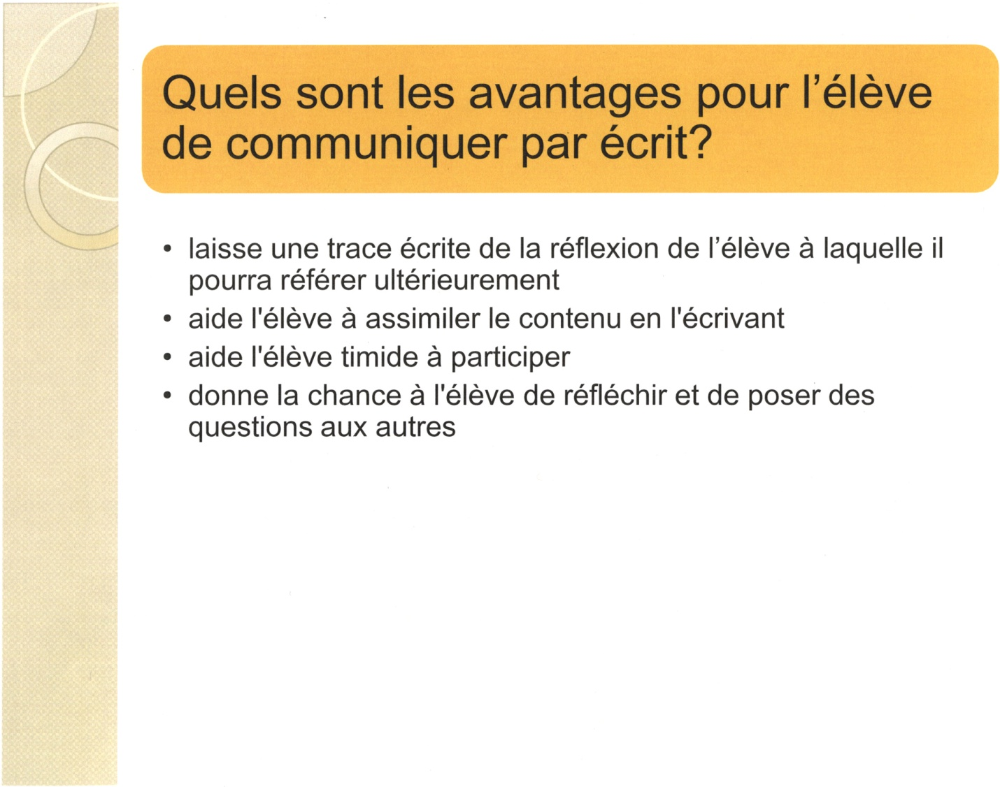 Quels sont les avantages pour l’élève
de communiquer par écrit?
• laisse une trace écrite de la réflexion de l’élève à laquelle il
pourra référer ultérieurement
• aide l'élève à assimiler le contenu en l'écrivant
• aide l'élève timide à participer
• donne la chance à l'élève de réfléchir et de poser des
questions aux autres